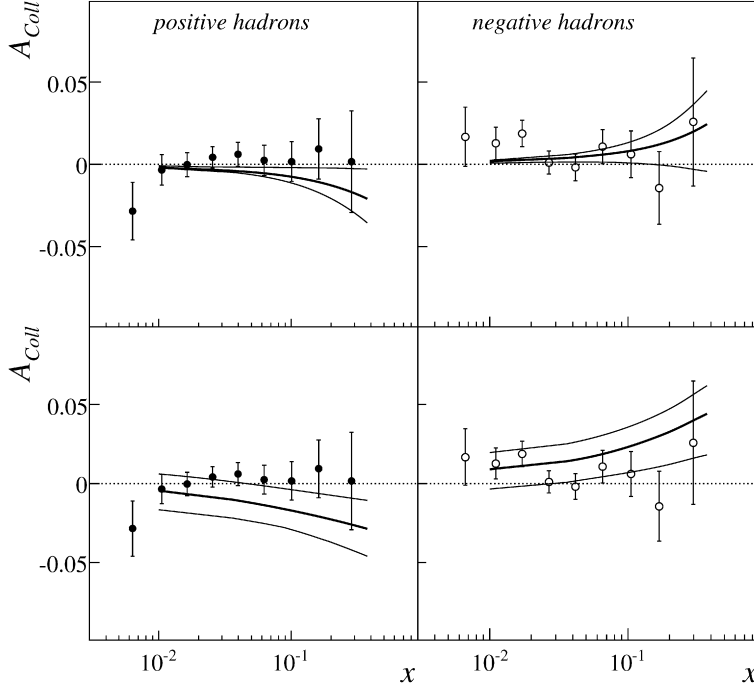 positive hadrons negative hadrons
A_Coll
0.05
0
-0.05
A_Coll
0.05
0
-0.05
10^-2 10^-1 x 10^-2 10^-1 x